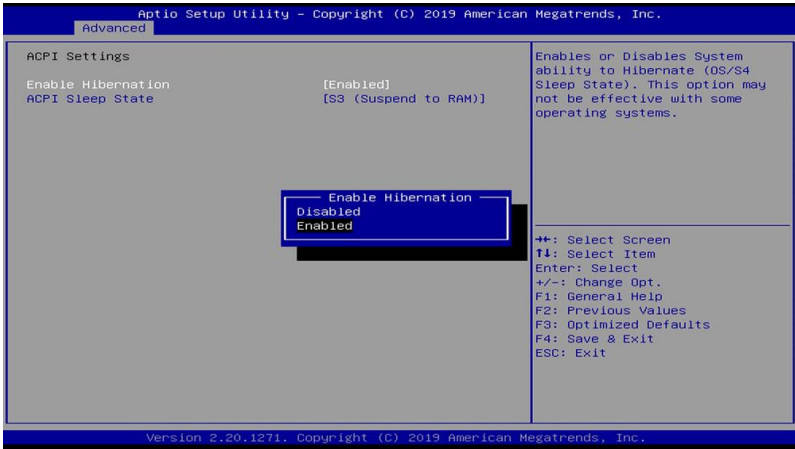 Aptio Setup Utility – Copyright (C) 2019 American Megatrends, Inc.
Advanced
ACPI Settings
Enable Hibernation [Enabled]
ACPI Sleep State [S3 (Suspend to RAM)]
Enables or Disables System
ability to Hibernate (OS/S4
Sleep State). This option may
not be effective with some
operating systems.
Enable Hibernation
Disabled
Enabled
→←: Select Screen
↑↓: Select Item
Enter: Select
+/-: Change Opt.
F1: General Help
F2: Previous Values
F3: Optimized Defaults
F4: Save & Exit
ESC: Exit
Version 2.20.1271. Copyright (C) 2019 American Megatrends, Inc.